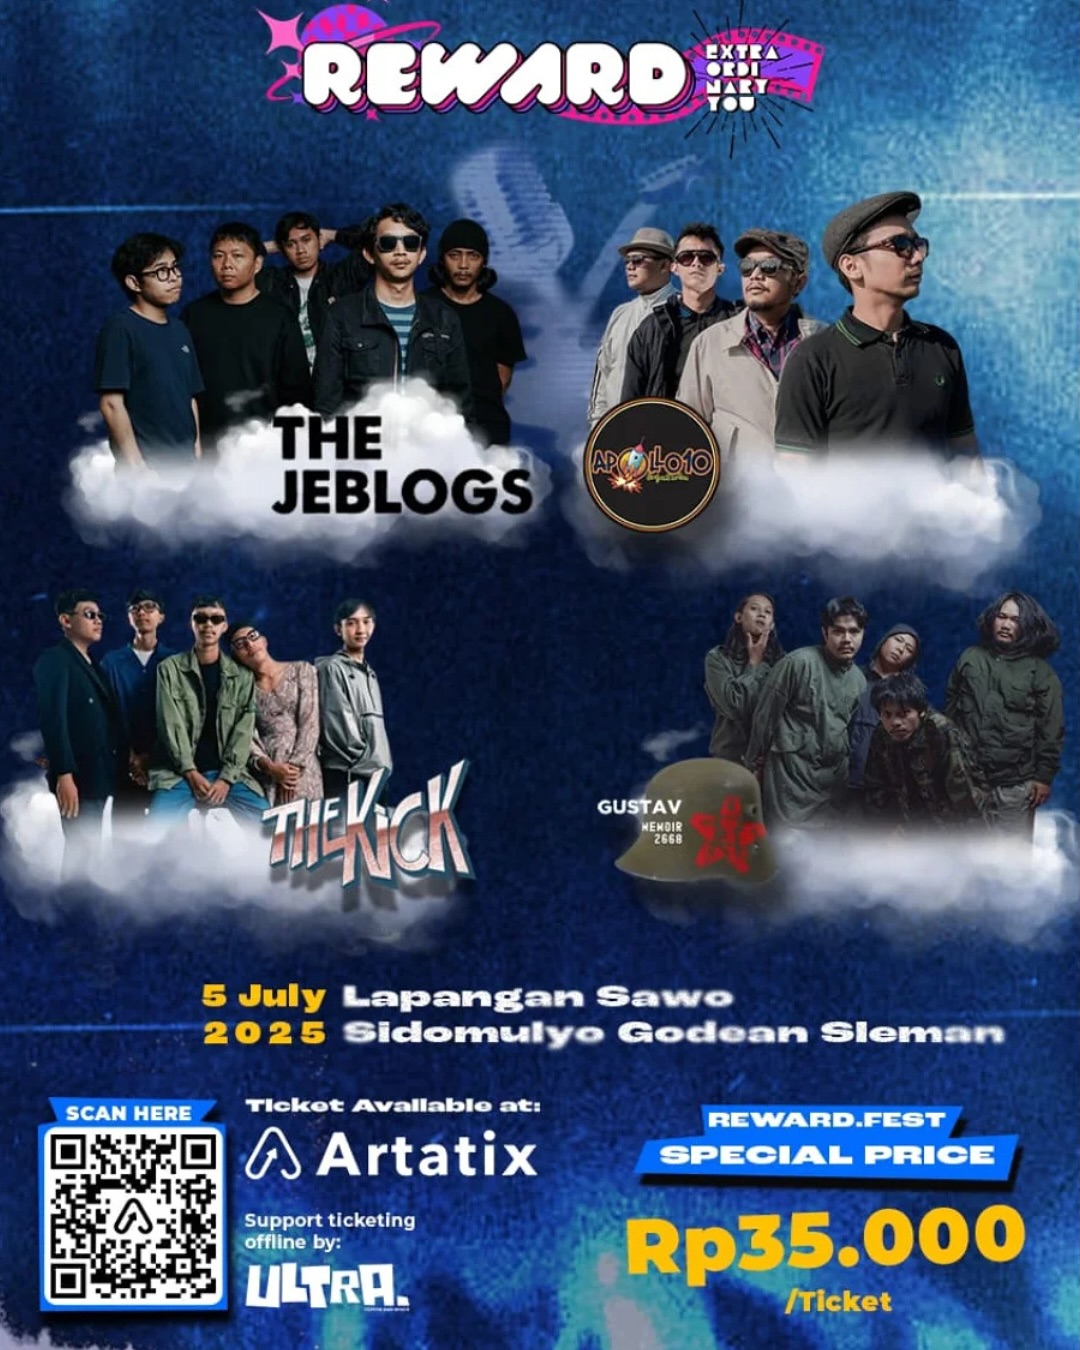 REWARD
EXTRA
ORDI
NARY
YOU
THE
JEBLOGS
APOLLO10
THE KICK
GUSTAV
MEMOIR
2668
5 July Lapangan Sawo
2025 Sidomulyo Godean Sleman
SCAN HERE
Ticket Available at:
Artatix
Support ticketing
offline by:
ULTRA.
REWARD.FEST
SPECIAL PRICE
Rp35.000
/Ticket